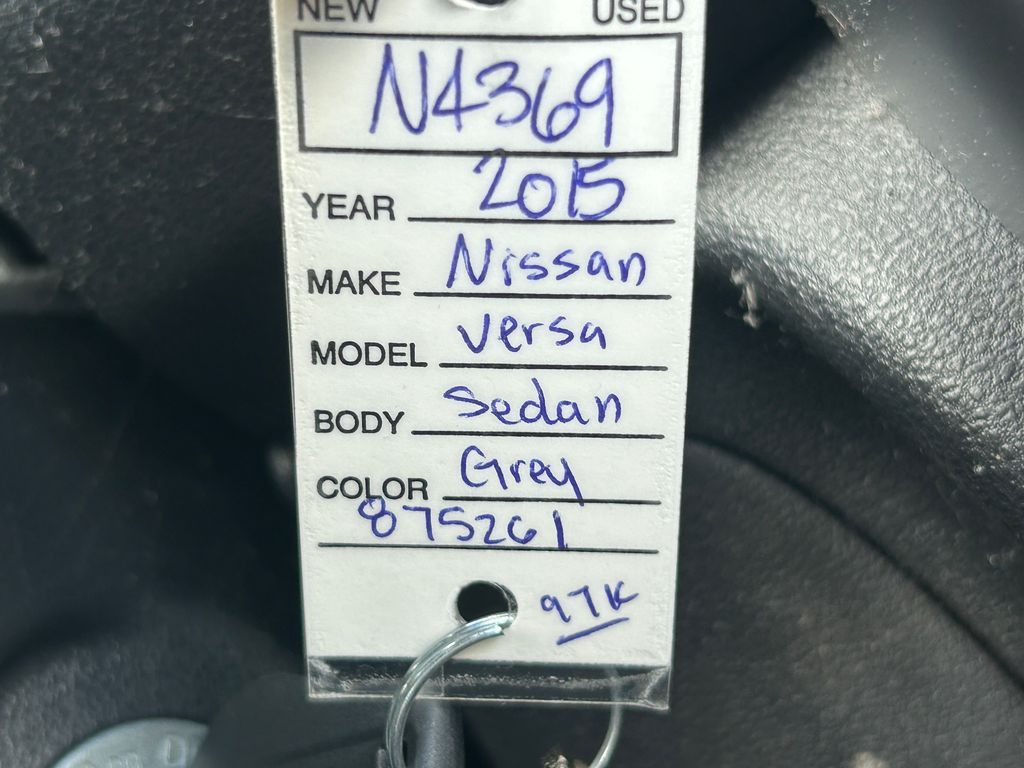 NEW USED
N4369
YEAR 2015
MAKE Nissan
MODEL Versa
BODY Sedan
COLOR Grey
875261
97K